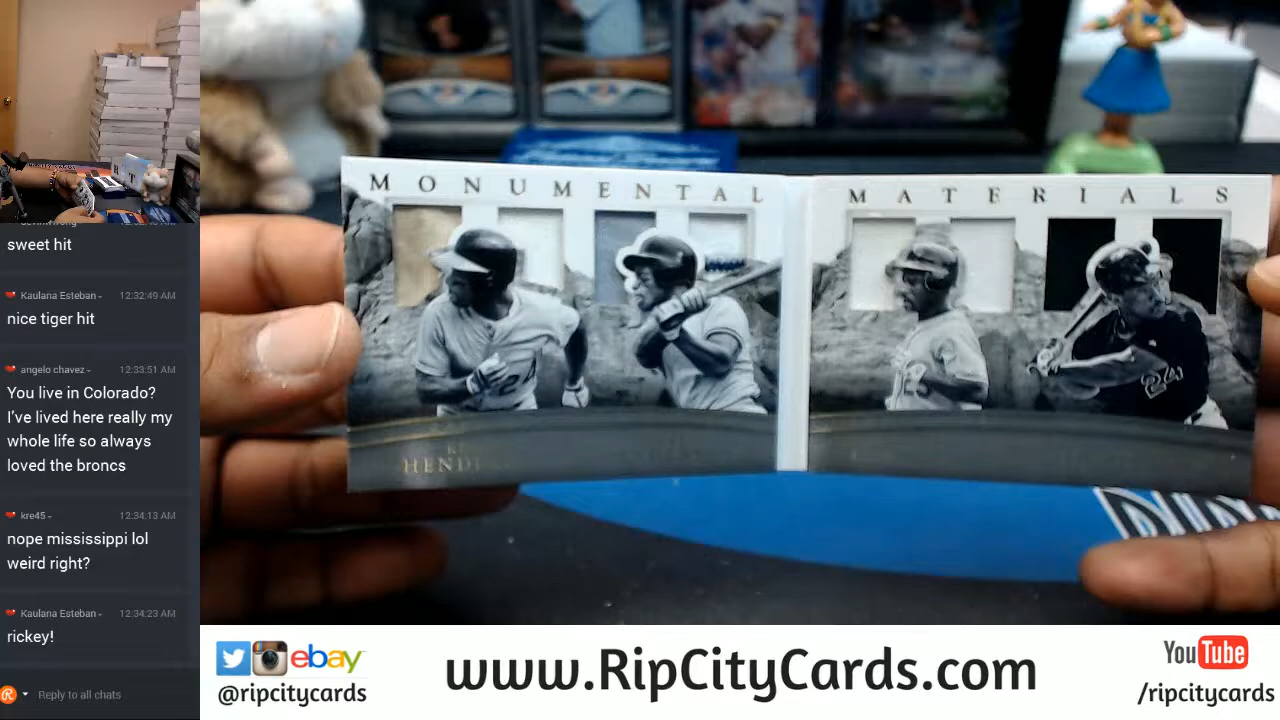 sweet hit
Kaulana Esteban 12:32:49 AM
nice tiger hit
angelo chavez 12:33:51 AM
You live in Colorado?
I've lived here really my
whole life so always
loved the broncs
kre45 12:34:13 AM
nope mississippi lol
weird right?
Kaulana Esteban 12:34:23 AM
rickey!
Reply to all chats
MONUMENTAL MATERIALS
24
ebay
@ripcitycards
www.RipCityCards.com
YouTube
/ripcitycards